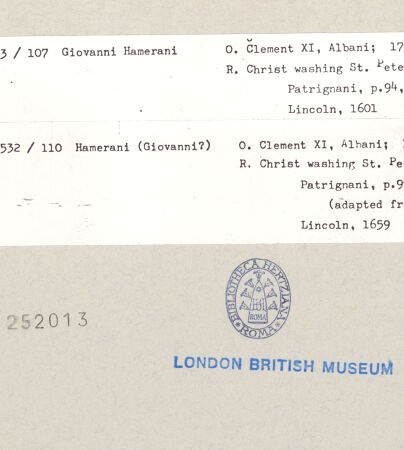 3 / 107 Giovanni Hamerani O. Clement XI, Albani; 17
R. Christ washing St. Pete
Patrignani, p.94,
Lincoln, 1601
532 / 110 Hamerani (Giovanni?) O. Clement XI, Albani;
R. Christ washing St. Pe
Patrignani, p.9
(adapted fr
Lincoln, 1659
BIBLIOTHECA HERTZIANA
ROMA
ROMA
252013
LONDON BRITISH MUSEUM